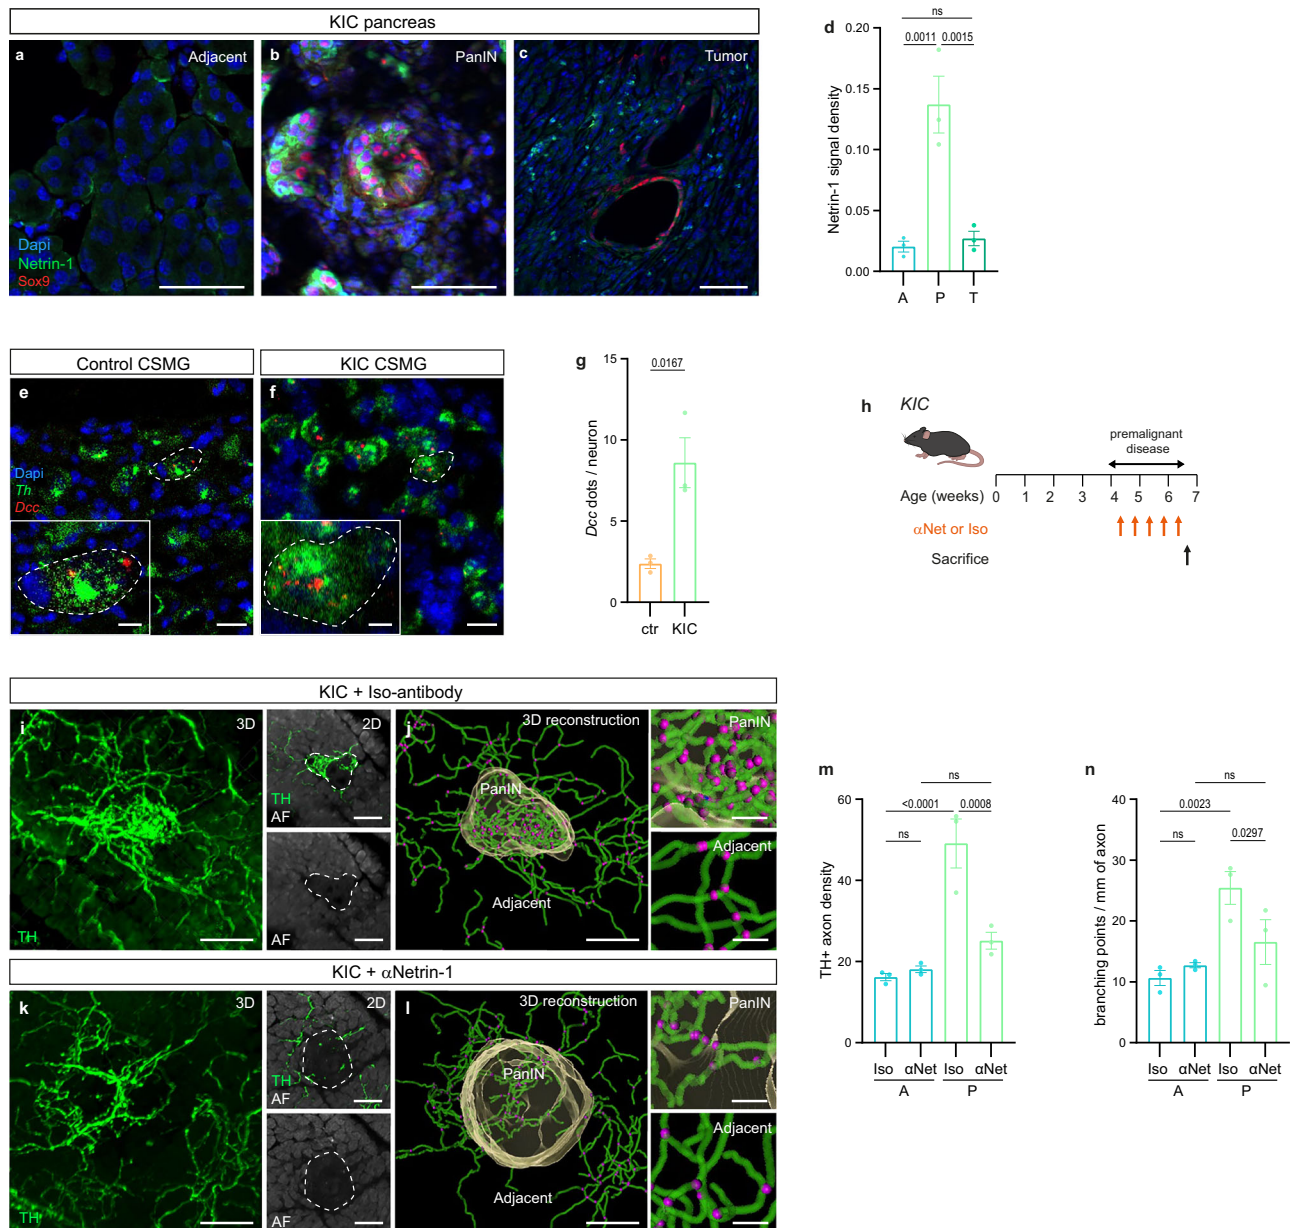 KIC pancreas
a
Adjacent
Dapi
Netrin-1
Sox9
b
PanIN
c
Tumor
d
Netrin-1 signal density
0.20
0.15
0.10
0.05
0.00
ns
0.0011
0.0015
A
P
T
Control CSMG
e
Dapi
Th
Dcc
KIC CSMG
f
g
Dcc dots / neuron
15
10
5
0
0.0167
ctr
KIC
h
KIC
premalignant
disease
Age (weeks)
0 1 2 3 4 5 6 7
αNet or Iso
Sacrifice
KIC + Iso-antibody
i
3D
TH
2D
TH
AF
AF
j
3D reconstruction
PanIN
Adjacent
PanIN
Adjacent
KIC + αNetrin-1
k
3D
TH
2D
TH
AF
AF
l
3D reconstruction
PanIN
Adjacent
PanIN
Adjacent
m
TH+ axon density
60
40
20
0
ns
<0.0001
0.0008
ns
Iso αNet Iso αNet
A P
n
branching points / mm of axon
40
30
20
10
0
ns
0.0023
0.0297
ns
Iso αNet Iso αNet
A P